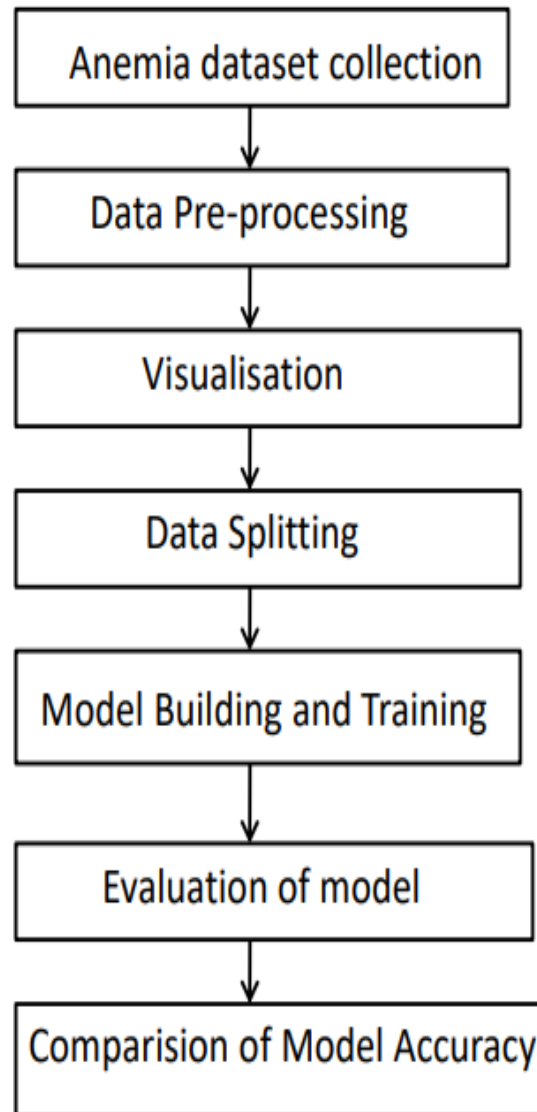 Anemia dataset collection
Data Pre-processing
Visualisation
Data Splitting
Model Building and Training
Evaluation of model
Comparision of Model Accuracy